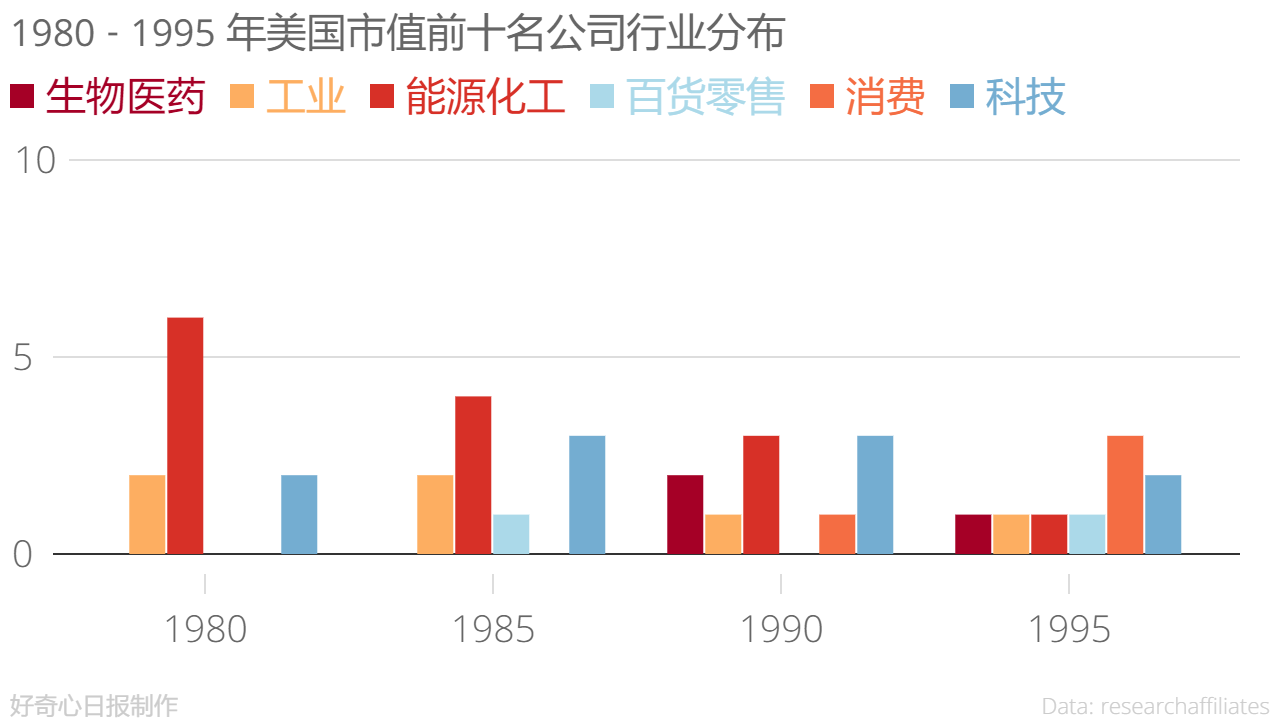 1980 - 1995 年美国市值前十名公司行业分布
生物医药 工业 能源化工 百货零售 消费 科技
10
5
0
1980 1985 1990 1995
好奇心日报制作 Data: researchaffiliates